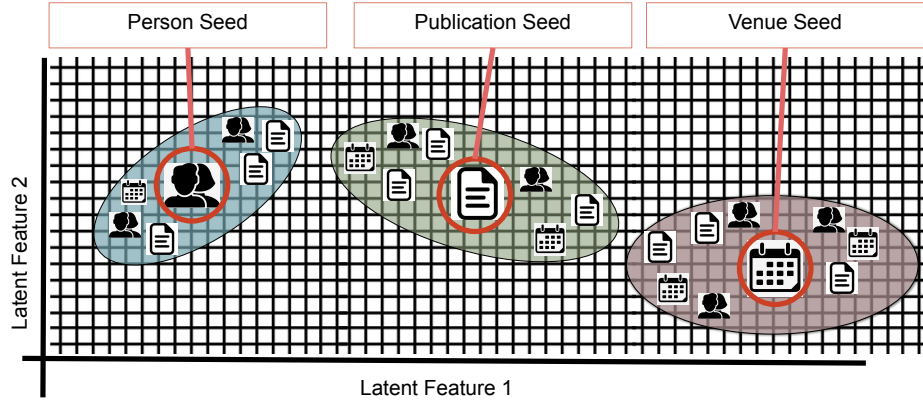 Person Seed
Publication Seed
Venue Seed
Latent Feature 2
Latent Feature 1